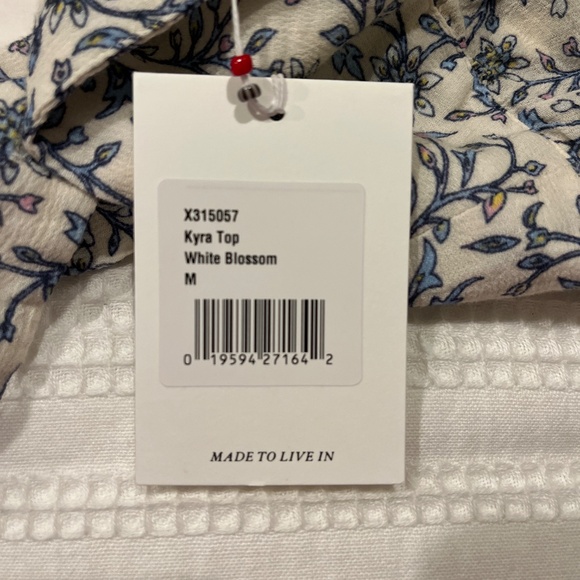 X315057
Kyra Top
White Blossom
M
0 19594 27164 2
MADE TO LIVE IN